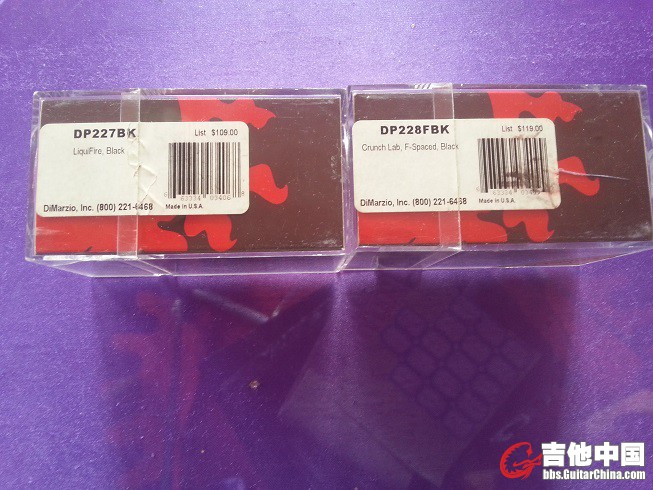 DP227BK
List $109.00
LiquiFire, Black
DiMarzio, Inc. (800) 221-6468
Made in U.S.A.
DP228FBK
List $119.00
Crunch Lab, F-Spaced, Black
DiMarzio, Inc. (800) 221-6468
Made in U.S.A.
吉他中国
bbs.GuitarChina.com